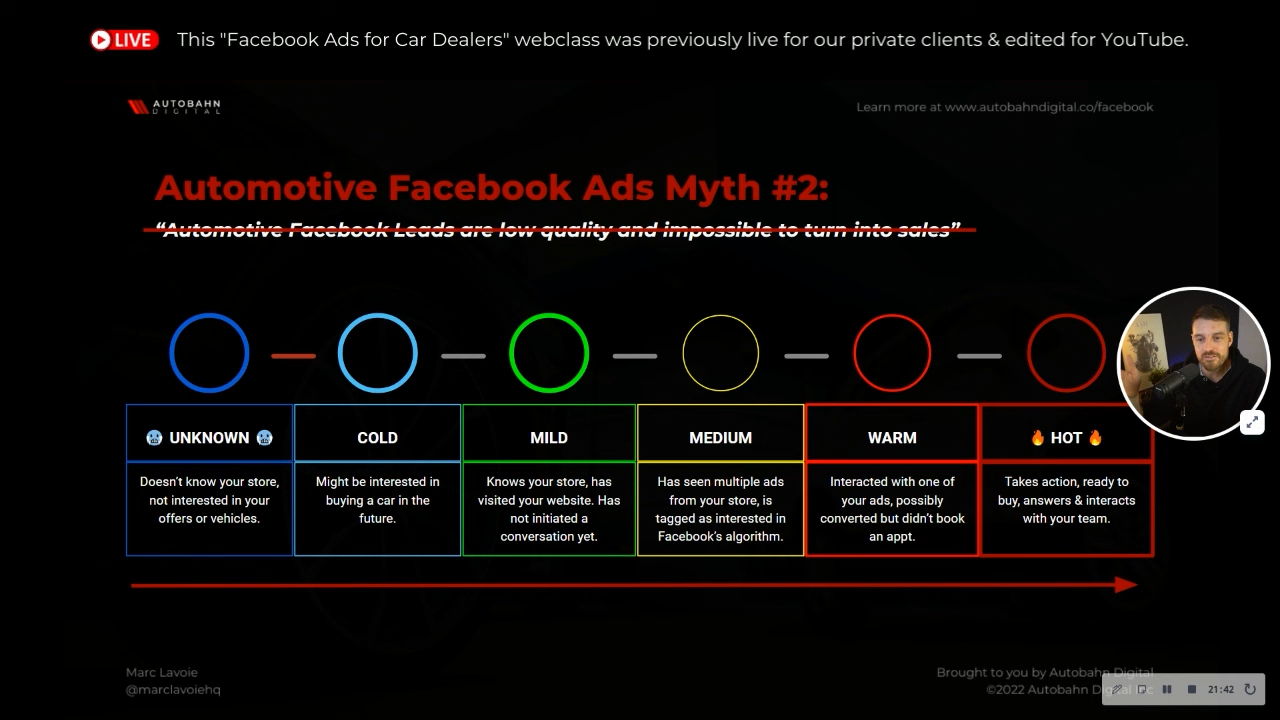 LIVE
This "Facebook Ads for Car Dealers" webclass was previously live for our private clients & edited for YouTube.
AUTOBAHN
DIGITAL
Learn more at www.autobahndigital.co/facebook
Automotive Facebook Ads Myth #2:
“Automotive Facebook Leads are low quality and impossible to turn into sales”
🥶 UNKNOWN 🥶
COLD
MILD
MEDIUM
WARM
🔥 HOT 🔥
Doesn’t know your store,
not interested in your
offers or vehicles.
Might be interested in
buying a car in the
future.
Knows your store, has
visited your website. Has
not initiated a
conversation yet.
Has seen multiple ads
from your store, is
tagged as interested in
Facebook’s algorithm.
Interacted with one of
your ads, possibly
converted but didn’t book
an appt.
Takes action, ready to
buy, answers & interacts
with your team.
Marc Lavoie
@marclavoiehq
Brought to you by Autobahn Digital
©2022 Autobahn Digital Inc
21:42